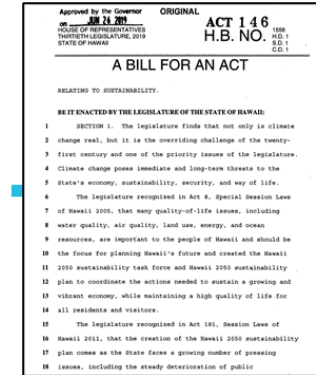 Approved by the Governor ORIGINAL
on JUN 26 2019 ACT 146
HOUSE OF REPRESENTATIVES H.B. NO. 1558
THIRTIETH LEGISLATURE, 2019 H.D. 1
STATE OF HAWAII S.D. 1
C.D. 1
A BILL FOR AN ACT
RELATING TO SUSTAINABILITY.
BE IT ENACTED BY THE LEGISLATURE OF THE STATE OF HAWAII:
1 SECTION 1. The legislature finds that not only is climate
2 change real, but it is the overriding challenge of the twenty-
3 first century and one of the priority issues of the legislature.
4 Climate change poses immediate and long-term threats to the
5 State's economy, sustainability, security, and way of life.
6 The legislature recognized in Act 8, Special Session Laws
7 of Hawaii 2005, that many quality-of-life issues, including
8 water quality, air quality, land use, energy, and ocean
9 resources, are important to the people of Hawaii and should be
10 the focus for planning Hawaii's future and created the Hawaii
11 2050 sustainability task force and Hawaii 2050 sustainability
12 plan to coordinate the actions needed to sustain a growing and
13 vibrant economy, while maintaining a high quality of life for
14 all residents and visitors.
15 The legislature recognized in Act 181, Session Laws of
16 Hawaii 2011, that the creation of the Hawaii 2050 sustainability
17 plan comes as the State faces a growing number of pressing
18 issues, including the steady deterioration of public